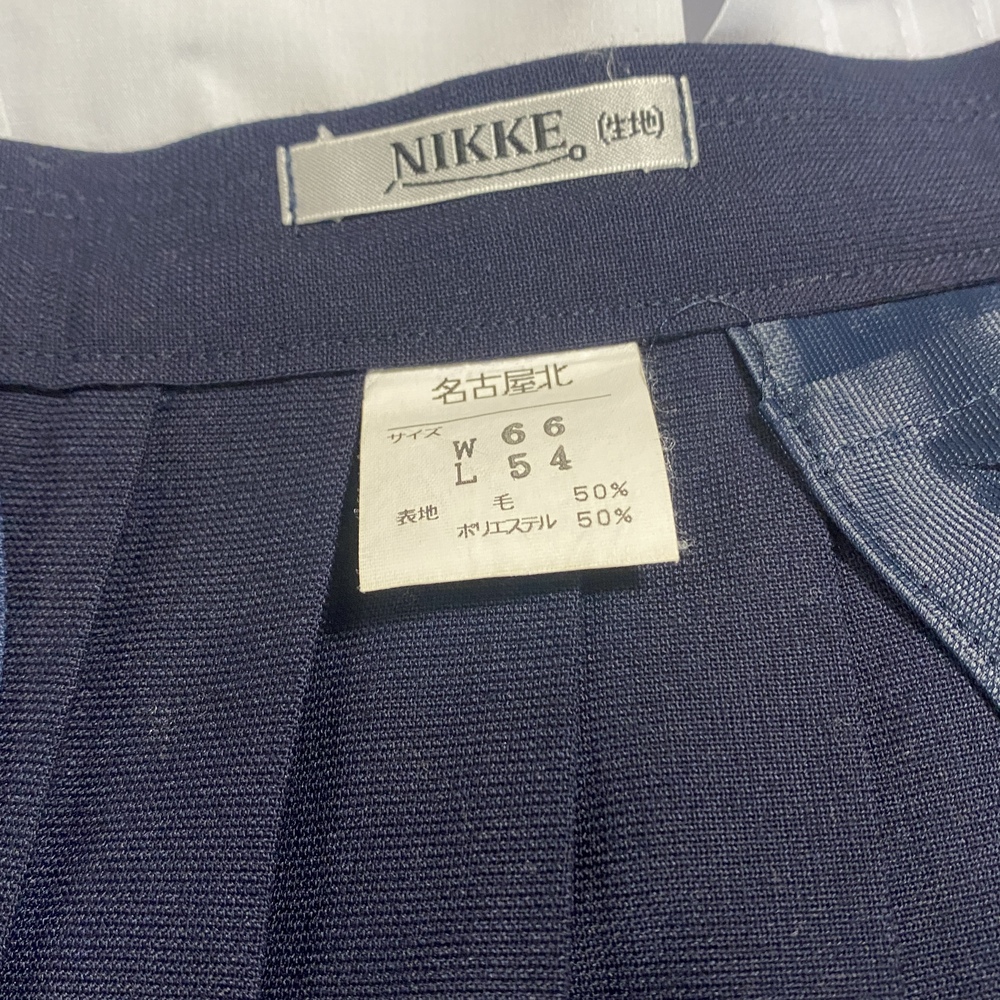 NIKKE。(生地)
名古屋北
サイズ W 66
L 54
表地 毛 50%
ポリエステル 50%